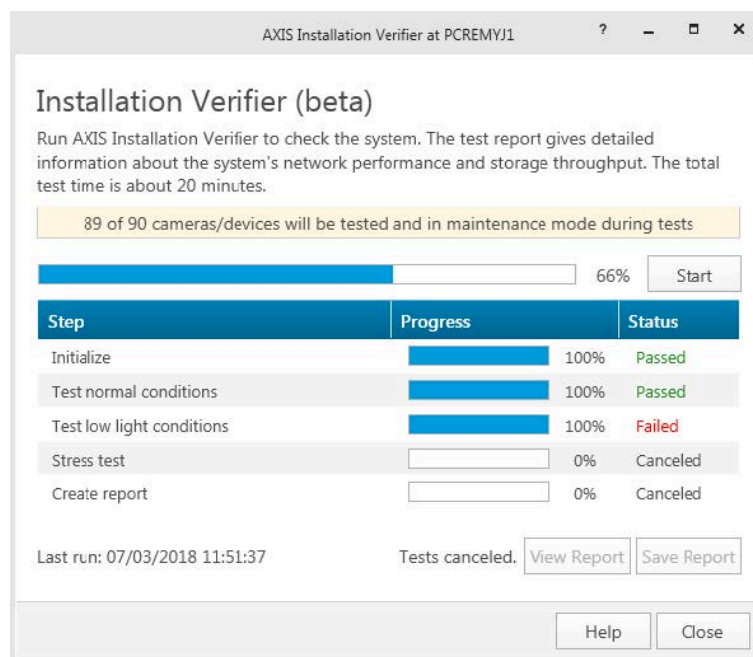 AXIS Installation Verifier at PCREMYJ1
Installation Verifier (beta)
Run AXIS Installation Verifier to check the system. The test report gives detailed
information about the system's network performance and storage throughput. The total
test time is about 20 minutes.
89 of 90 cameras/devices will be tested and in maintenance mode during tests
66% Start
Step Progress Status
Initialize 100% Passed
Test normal conditions 100% Passed
Test low light conditions 100% Failed
Stress test 0% Canceled
Create report 0% Canceled
Last run: 07/03/2018 11:51:37 Tests canceled. View Report Save Report
Help Close